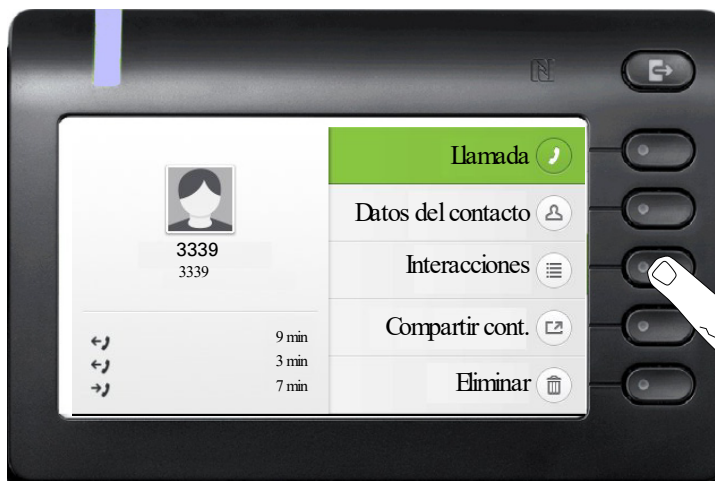 Llamada
Datos del contacto
3339
3339
Interacciones
Compartir cont.
9 min
3 min
7 min
Eliminar